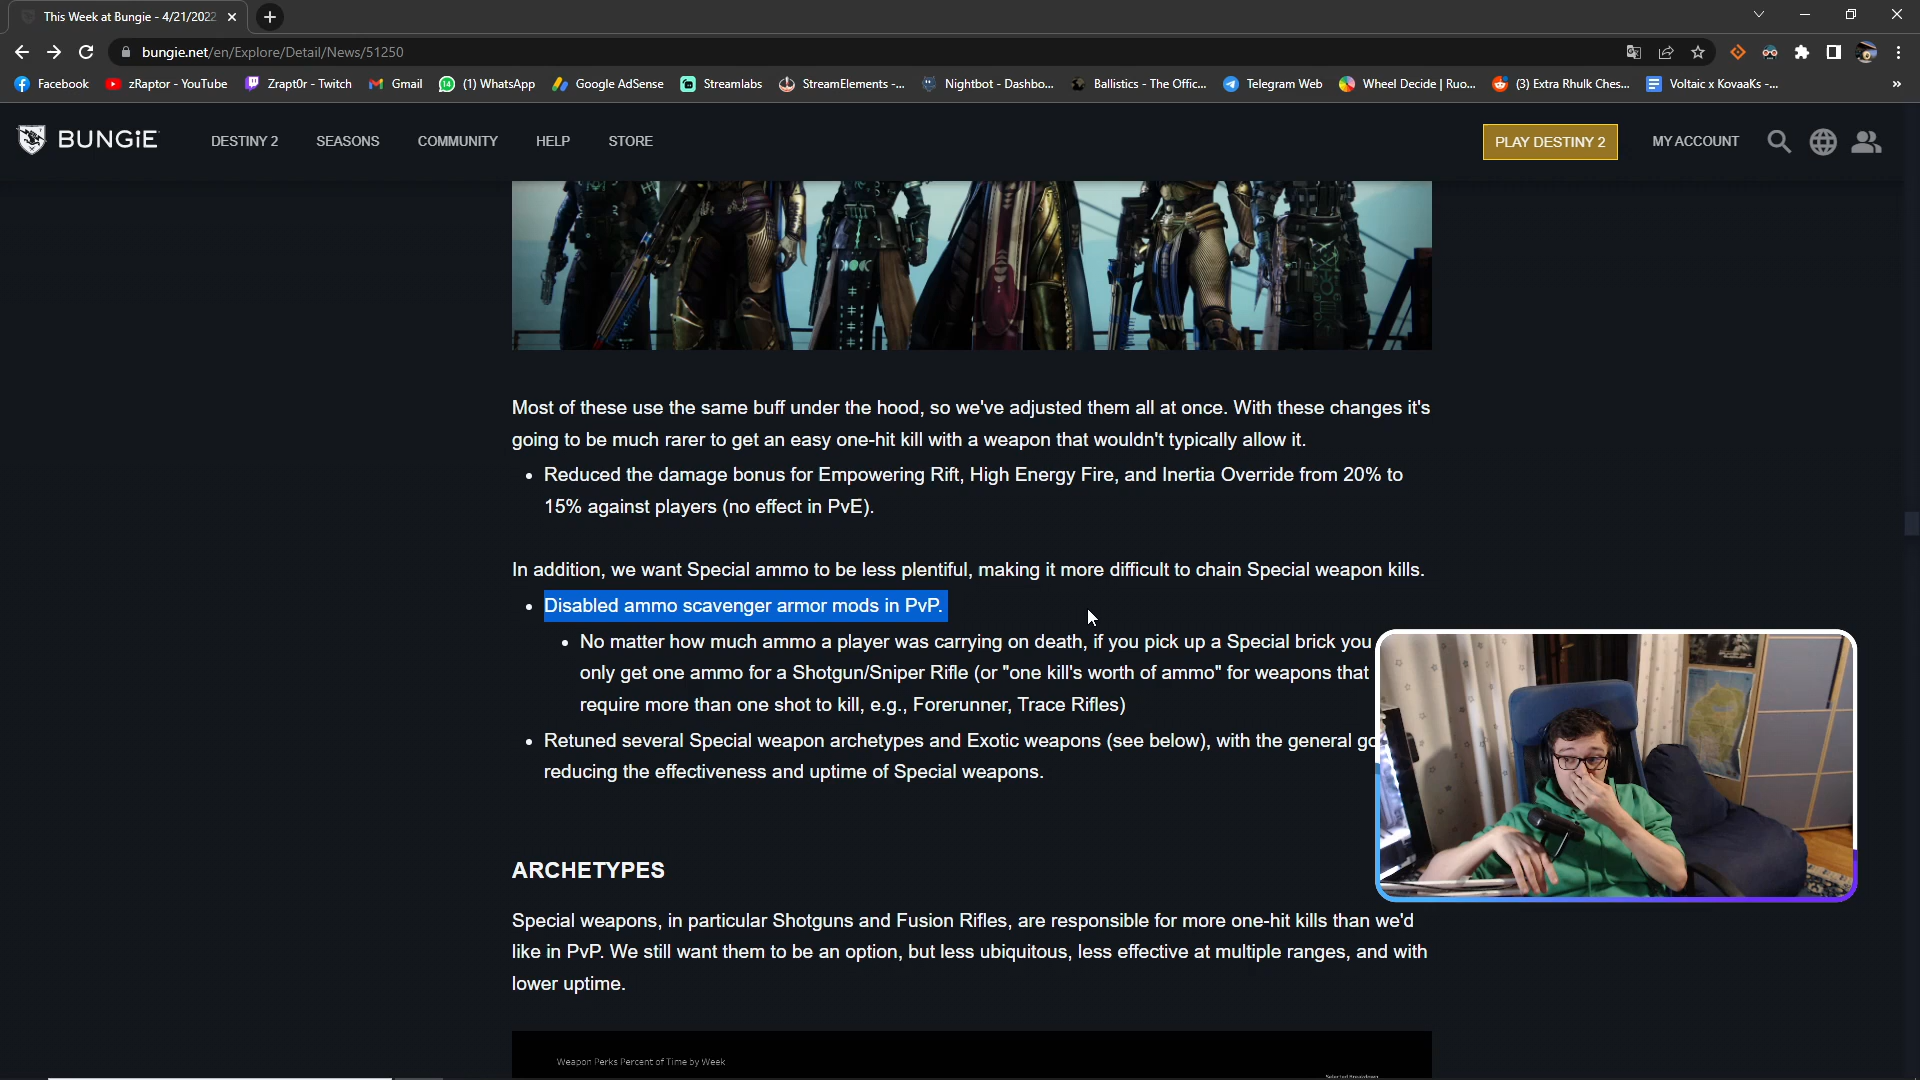 This Week at Bungie - 4/21/2022
bungie.net/en/Explore/Detail/News/51250
Facebook zRaptor - YouTube Zrapt0r - Twitch Gmail (1) WhatsApp Google AdSense Streamlabs StreamElements -... Nightbot - Dashbo... Ballistics - The Offic... Telegram Web Wheel Decide | Ruo... (3) Extra Rhulk Ches... Voltaic x KovaaKs -... »
BUNGiE DESTINY 2 SEASONS COMMUNITY HELP STORE PLAY DESTINY 2 MY ACCOUNT
Most of these use the same buff under the hood, so we've adjusted them all at once. With these changes it's
going to be much rarer to get an easy one-hit kill with a weapon that wouldn't typically allow it.
• Reduced the damage bonus for Empowering Rift, High Energy Fire, and Inertia Override from 20% to
15% against players (no effect in PvE).
In addition, we want Special ammo to be less plentiful, making it more difficult to chain Special weapon kills.
• Disabled ammo scavenger armor mods in PvP.
• No matter how much ammo a player was carrying on death, if you pick up a Special brick you
only get one ammo for a Shotgun/Sniper Rifle (or "one kill's worth of ammo" for weapons that
require more than one shot to kill, e.g., Forerunner, Trace Rifles)
• Retuned several Special weapon archetypes and Exotic weapons (see below), with the general
reducing the effectiveness and uptime of Special weapons.
ARCHETYPES
Special weapons, in particular Shotguns and Fusion Rifles, are responsible for more one-hit kills than we'd
like in PvP. We still want them to be an option, but less ubiquitous, less effective at multiple ranges, and with
lower uptime.
Weapon Perks Percent of Time by Week
Selected Breakdown